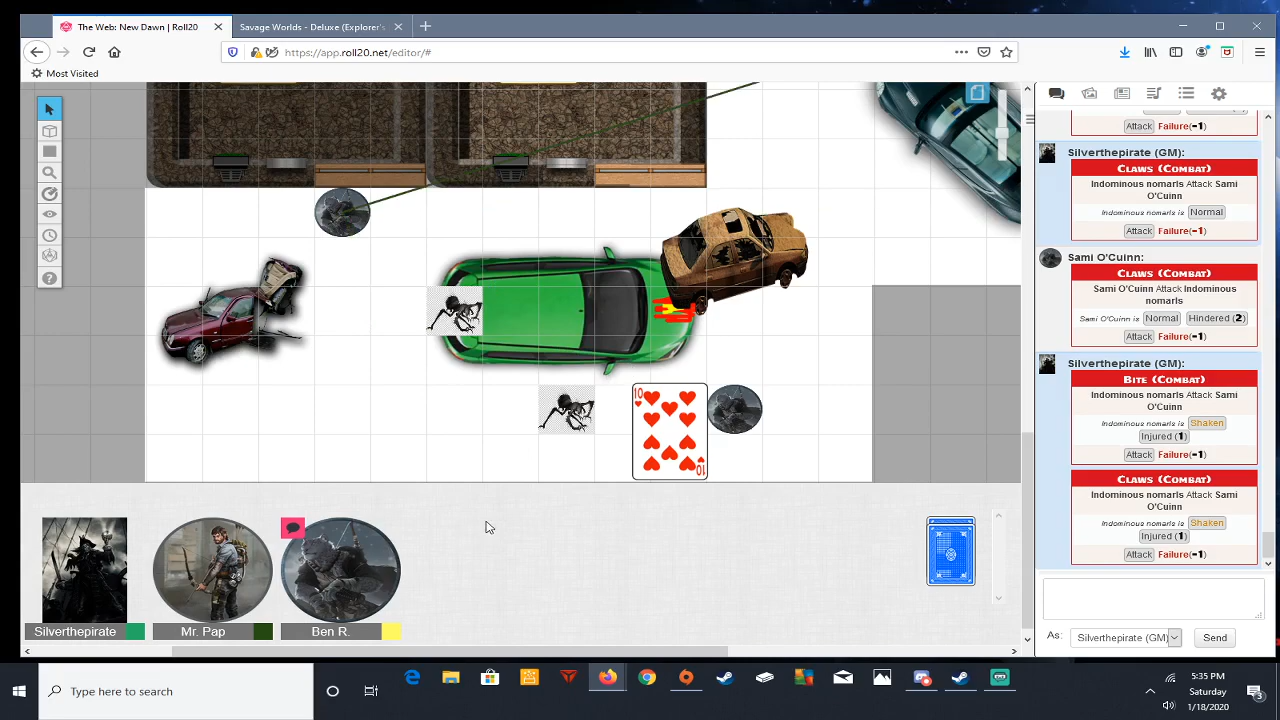 The Web: New Dawn | Roll20
Savage Worlds - Deluxe (Explorer's
https://app.roll20.net/editor/#
Most Visited
Attack Failure(-1)
Silverthepirate (GM):
Claws (Combat)
Indominous nomarls Attack Sami
O'Cuinn
Indominous nomarls is Normal
Attack Failure(-1)
Sami O'Cuinn:
Claws (Combat)
Sami O'Cuinn Attack Indominous
nomarls
Sami O'Cuinn is Normal Hindered (2)
Attack Failure(-1)
Silverthepirate (GM):
Bite (Combat)
Indominous nomarls Attack Sami
O'Cuinn
Indominous nomarls is Shaken
Injured (1)
Attack Failure(-1)
Claws (Combat)
Indominous nomarls Attack Sami
O'Cuinn
Indominous nomarls is Shaken
Injured (1)
Attack Failure(-1)
10
10
Silverthepirate
Mr. Pap
Ben R.
As: Silverthepirate (GM) Send
Type here to search
5:35 PM
Saturday
1/18/2020
3